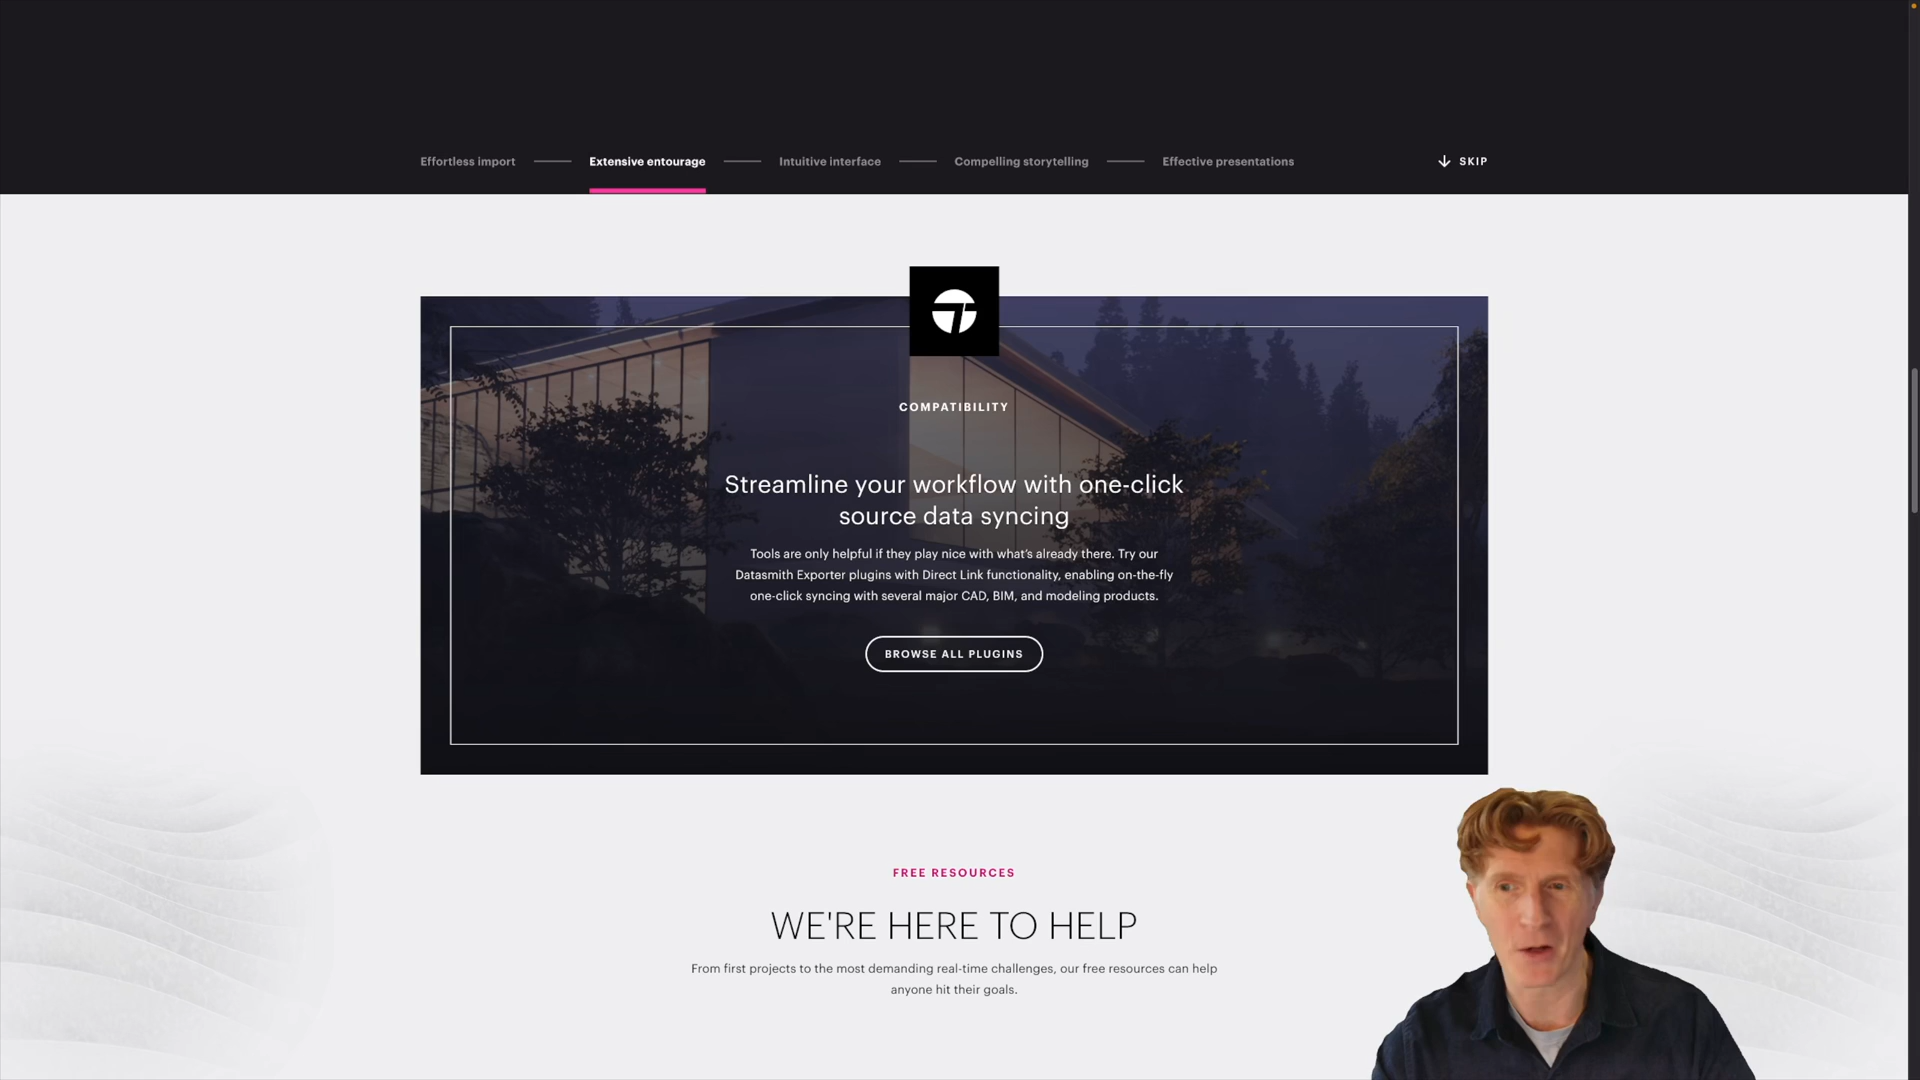 Effortless import
Extensive entourage
Intuitive interface
Compelling storytelling
Effective presentations
SKIP
COMPATIBILITY
Streamline your workflow with one-click
source data syncing
Tools are only helpful if they play nice with what's already there. Try our
Datasmith Exporter plugins with Direct Link functionality, enabling on-the-fly
one-click syncing with several major CAD, BIM, and modeling products.
BROWSE ALL PLUGINS
FREE RESOURCES
WE'RE HERE TO HELP
From first projects to the most demanding real-time challenges, our free resources can help
anyone hit their goals.